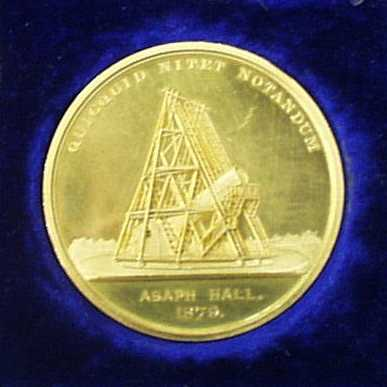 QUICQUID NITET NOTANDUM
ASAPH HALL.
1879.